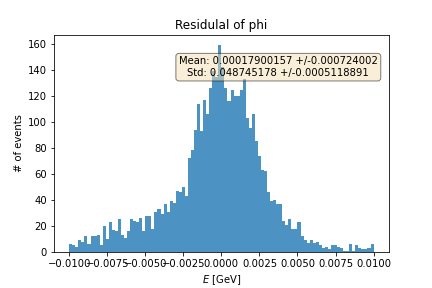 Residulal of phi
Mean: 0.00017900157 +/-0.000724002
Std: 0.048745178 +/-0.0005118891
# of events
160
140
120
100
80
60
40
20
0
−0.0100 −0.0075 −0.0050 −0.0025 0.0000 0.0025 0.0050 0.0075 0.0100
E [GeV]